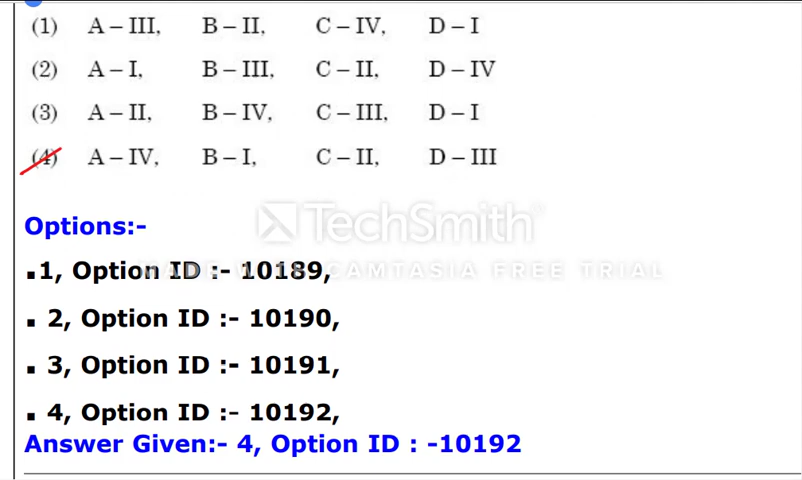 (1) A – III, B – II, C – IV, D – I
(2) A – I, B – III, C – II, D – IV
(3) A – II, B – IV, C – III, D – I
(4) A – IV, B – I, C – II, D – III
TechSmith
Options:-
MADE WITH CAMTASIA FREE TRIAL
▪1, Option ID :- 10189,
▪ 2, Option ID :- 10190,
▪ 3, Option ID :- 10191,
▪ 4, Option ID :- 10192,
Answer Given:- 4, Option ID : -10192